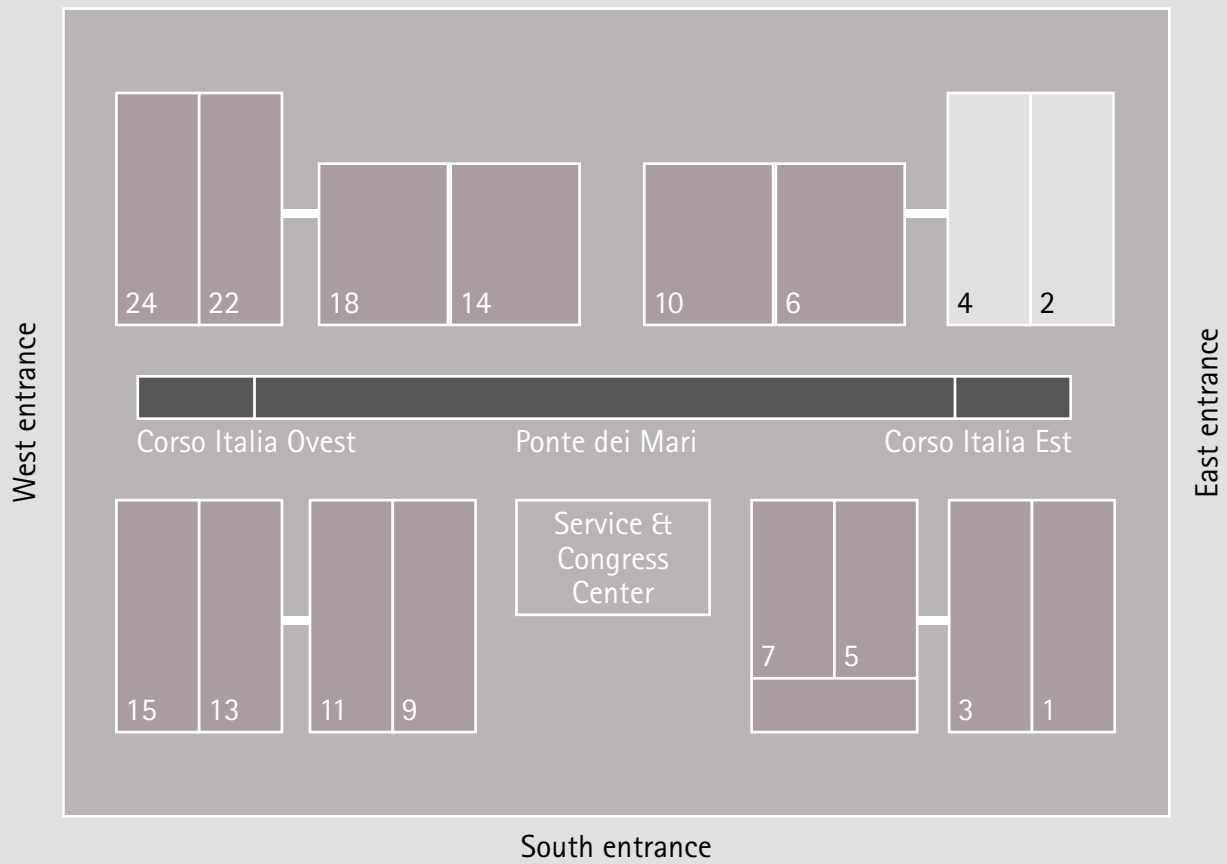 24 22 18 14 10 6 4 2
West entrance
East entrance
Corso Italia Ovest Ponte dei Mari Corso Italia Est
Service &
Congress
Center
7 5
15 13 11 9 3 1
South entrance